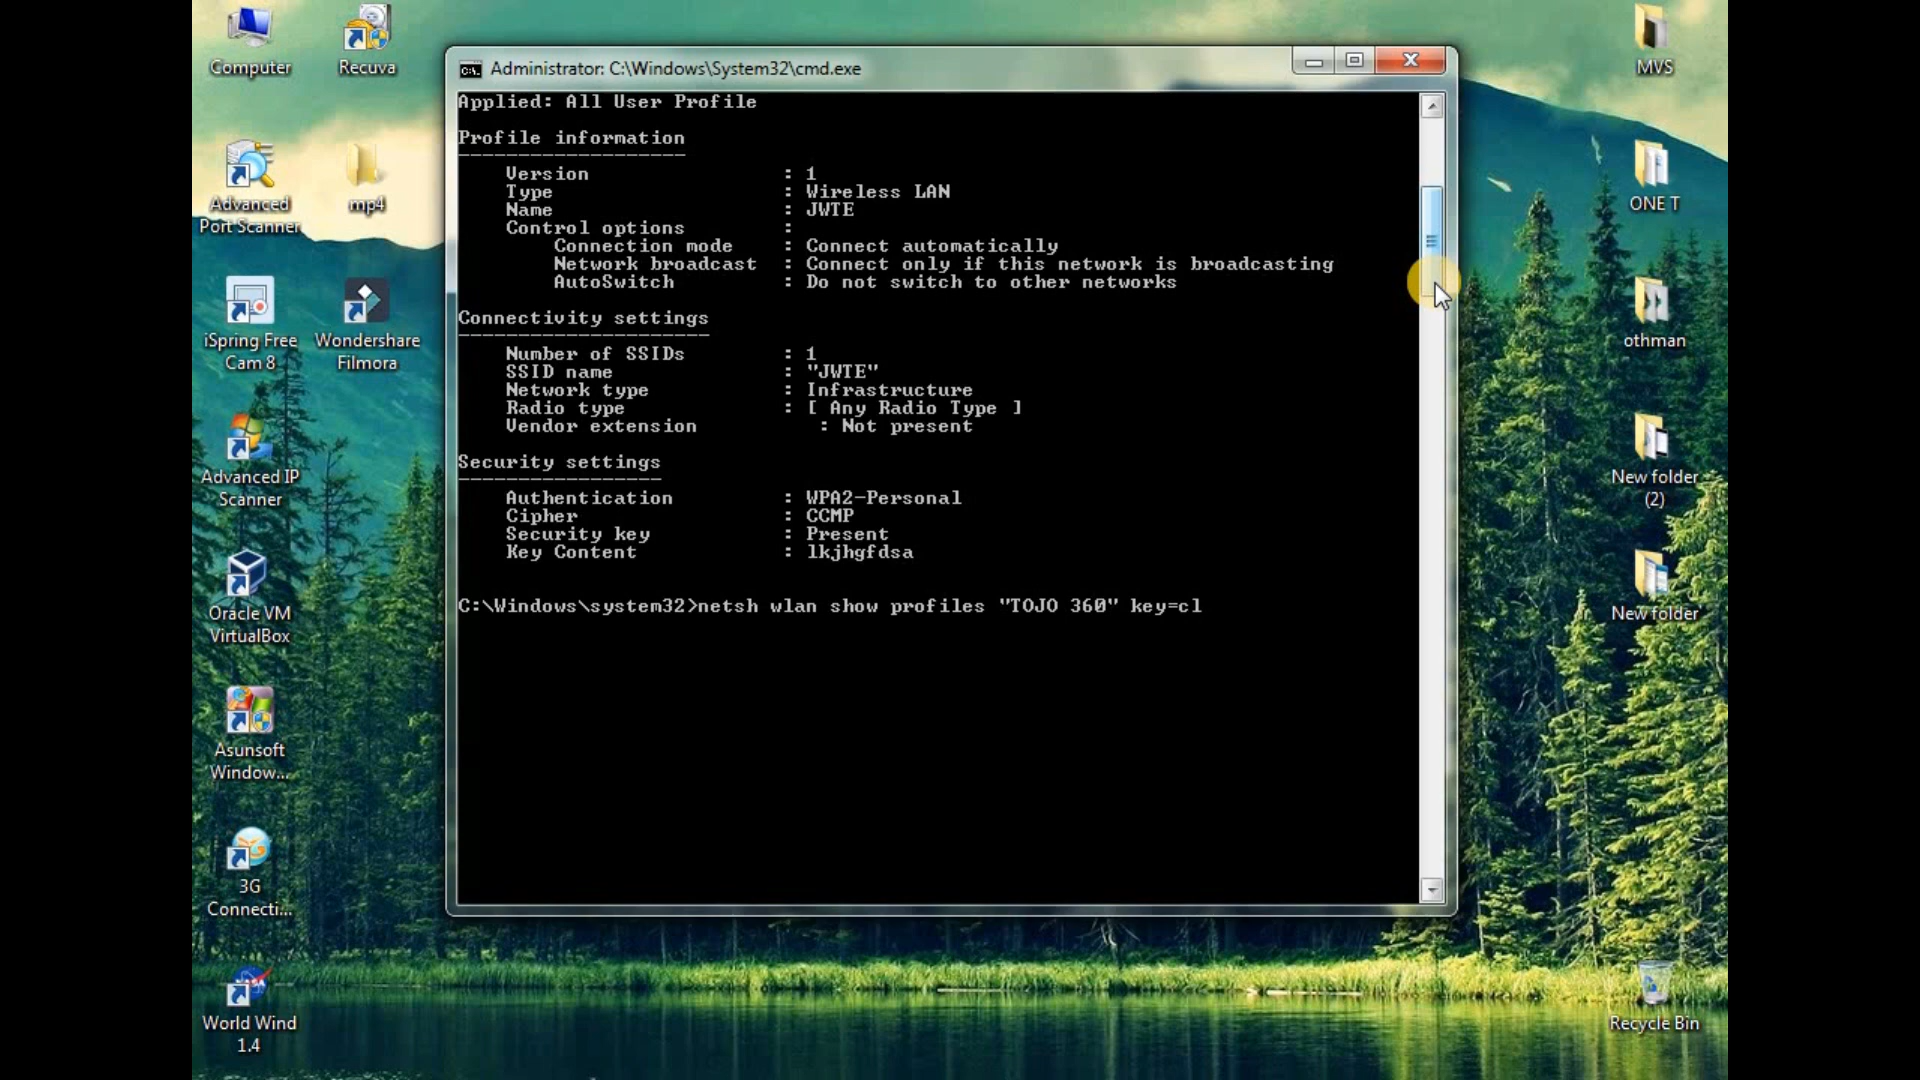 Computer
Recuva
MVS
Administrator: C:\Windows\System32\cmd.exe
Applied: All User Profile
Profile information
-------------------
Version : 1
Type : Wireless LAN
Name : JWTE
Control options :
Connection mode : Connect automatically
Network broadcast : Connect only if this network is broadcasting
AutoSwitch : Do not switch to other networks
Connectivity settings
---------------------
Number of SSIDs : 1
SSID name : "JWTE"
Network type : Infrastructure
Radio type : [ Any Radio Type ]
Vendor extension : Not present
Security settings
-----------------
Authentication : WPA2-Personal
Cipher : CCMP
Security key : Present
Key Content : lkjhgfdsa
C:\Windows\system32>netsh wlan show profiles "TOJO 360" key=cl
Advanced
Port Scanner
mp4
iSpring Free
Cam 8
Wondershare
Filmora
Advanced IP
Scanner
Oracle VM
VirtualBox
Asunsoft
Window...
3G
Connecti...
World Wind
1.4
ONE T
othman
New folder
(2)
New folder
Recycle Bin